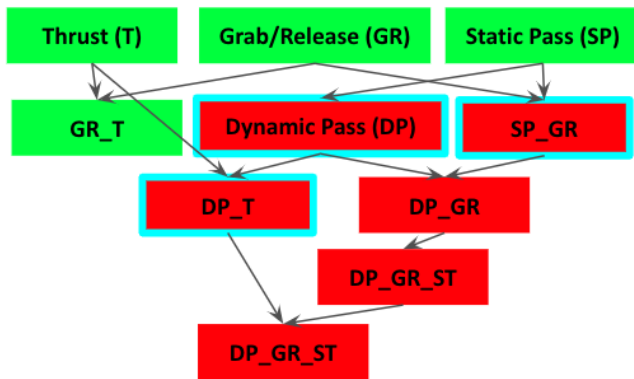 Thrust (T)
Grab/Release (GR)
Static Pass (SP)
GR_T
Dynamic Pass (DP)
SP_GR
DP_T
DP_GR
DP_GR_ST
DP_GR_ST